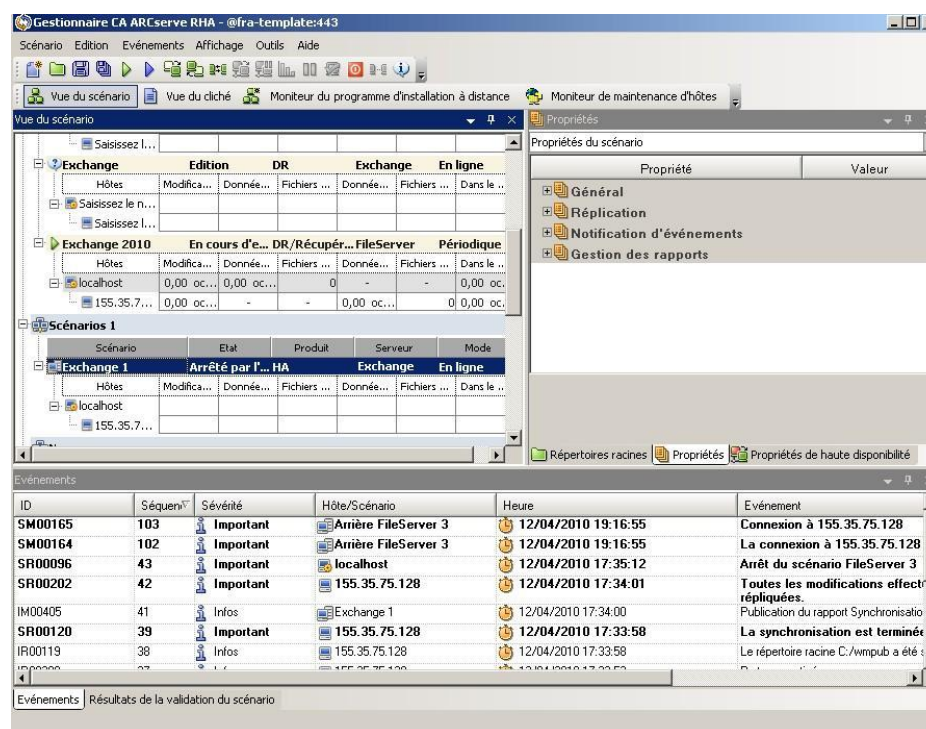 Gestionnaire CA ARCserve RHA - @fra-template:443
Scénario Edition Evénements Affichage Outils Aide
Vue du scénario Vue du cliché Moniteur du programme d'installation à distance Moniteur de maintenance d'hôtes
Vue du scénario
Saisissez l...
Exchange Edition DR Exchange En ligne
Hôtes Modifica... Donnée... Fichiers ... Donnée... Fichiers ... Dans le ..
Saisissez le n...
Saisissez l...
Exchange 2010 En cours d'e... DR/Récupér... FileServer Périodique
Hôtes Modifica... Donnée... Fichiers ... Donnée... Fichiers ... Dans le ..
localhost 0,00 oc... 0,00 oc... 0 - - 0,00 oc.
155.35.7... 0,00 oc... - - 0,00 oc... 0 0,00 oc.
Scénarios 1
Scénario Etat Produit Serveur Mode
Exchange 1 Arrêté par l'... HA Exchange En ligne
Hôtes Modifica... Donnée... Fichiers ... Donnée... Fichiers ... Dans le ..
localhost
155.35.7...
Propriétés
Propriétés du scénario
Propriété Valeur
Général
Réplication
Notification d'événements
Gestion des rapports
Répertoires racines Propriétés Propriétés de haute disponibilité
Evénements
ID Séquen Sévérité Hôte/Scénario Heure Evénement
SM00165 103 Important Arrière FileServer 3 12/04/2010 19:16:55 Connexion à 155.35.75.128
SM00164 102 Important Arrière FileServer 3 12/04/2010 19:16:55 La connexion à 155.35.75.128
SR00096 43 Important localhost 12/04/2010 17:35:12 Arrêt du scénario FileServer 3
SR00202 42 Important 155.35.75.128 12/04/2010 17:34:01 Toutes les modifications effect
répliquées.
IM00405 41 Infos Exchange 1 12/04/2010 17:34:00 Publication du rapport Synchronisatio
SR00120 39 Important 155.35.75.128 12/04/2010 17:33:58 La synchronisation est terminée
IR00119 38 Infos 155.35.75.128 12/04/2010 17:33:58 Le répertoire racine C:/wmpub a été
Evénements Résultats de la validation du scénario